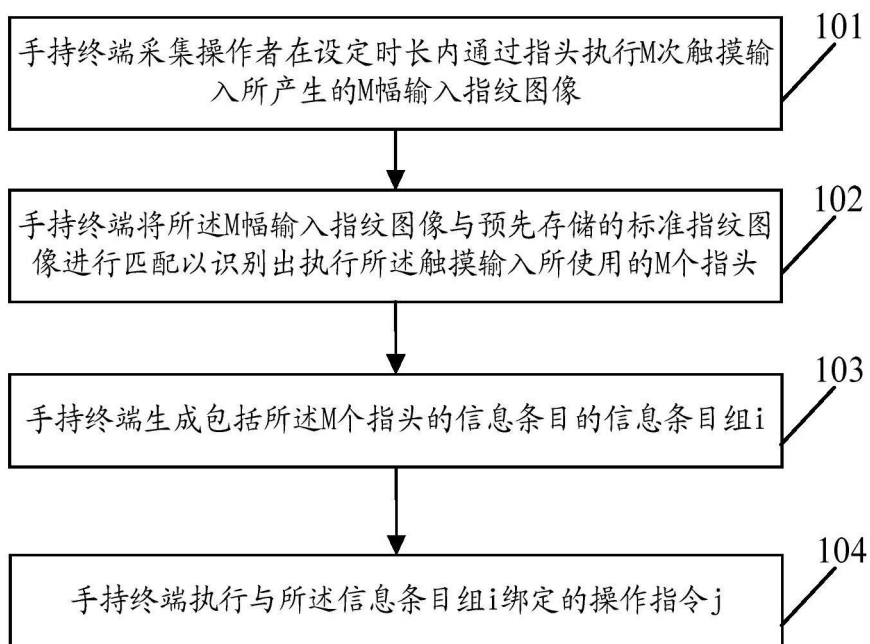 手持终端采集操作者在设定时长内通过指头执行M次触摸输
入所产生的M幅输入指纹图像
101
手持终端将所述M幅输入指纹图像与预先存储的标准指纹图
像进行匹配以识别出执行所述触摸输入所使用的M个指头
102
手持终端生成包括所述M个指头的信息条目的信息条目组i
103
手持终端执行与所述信息条目组i绑定的操作指令j
104